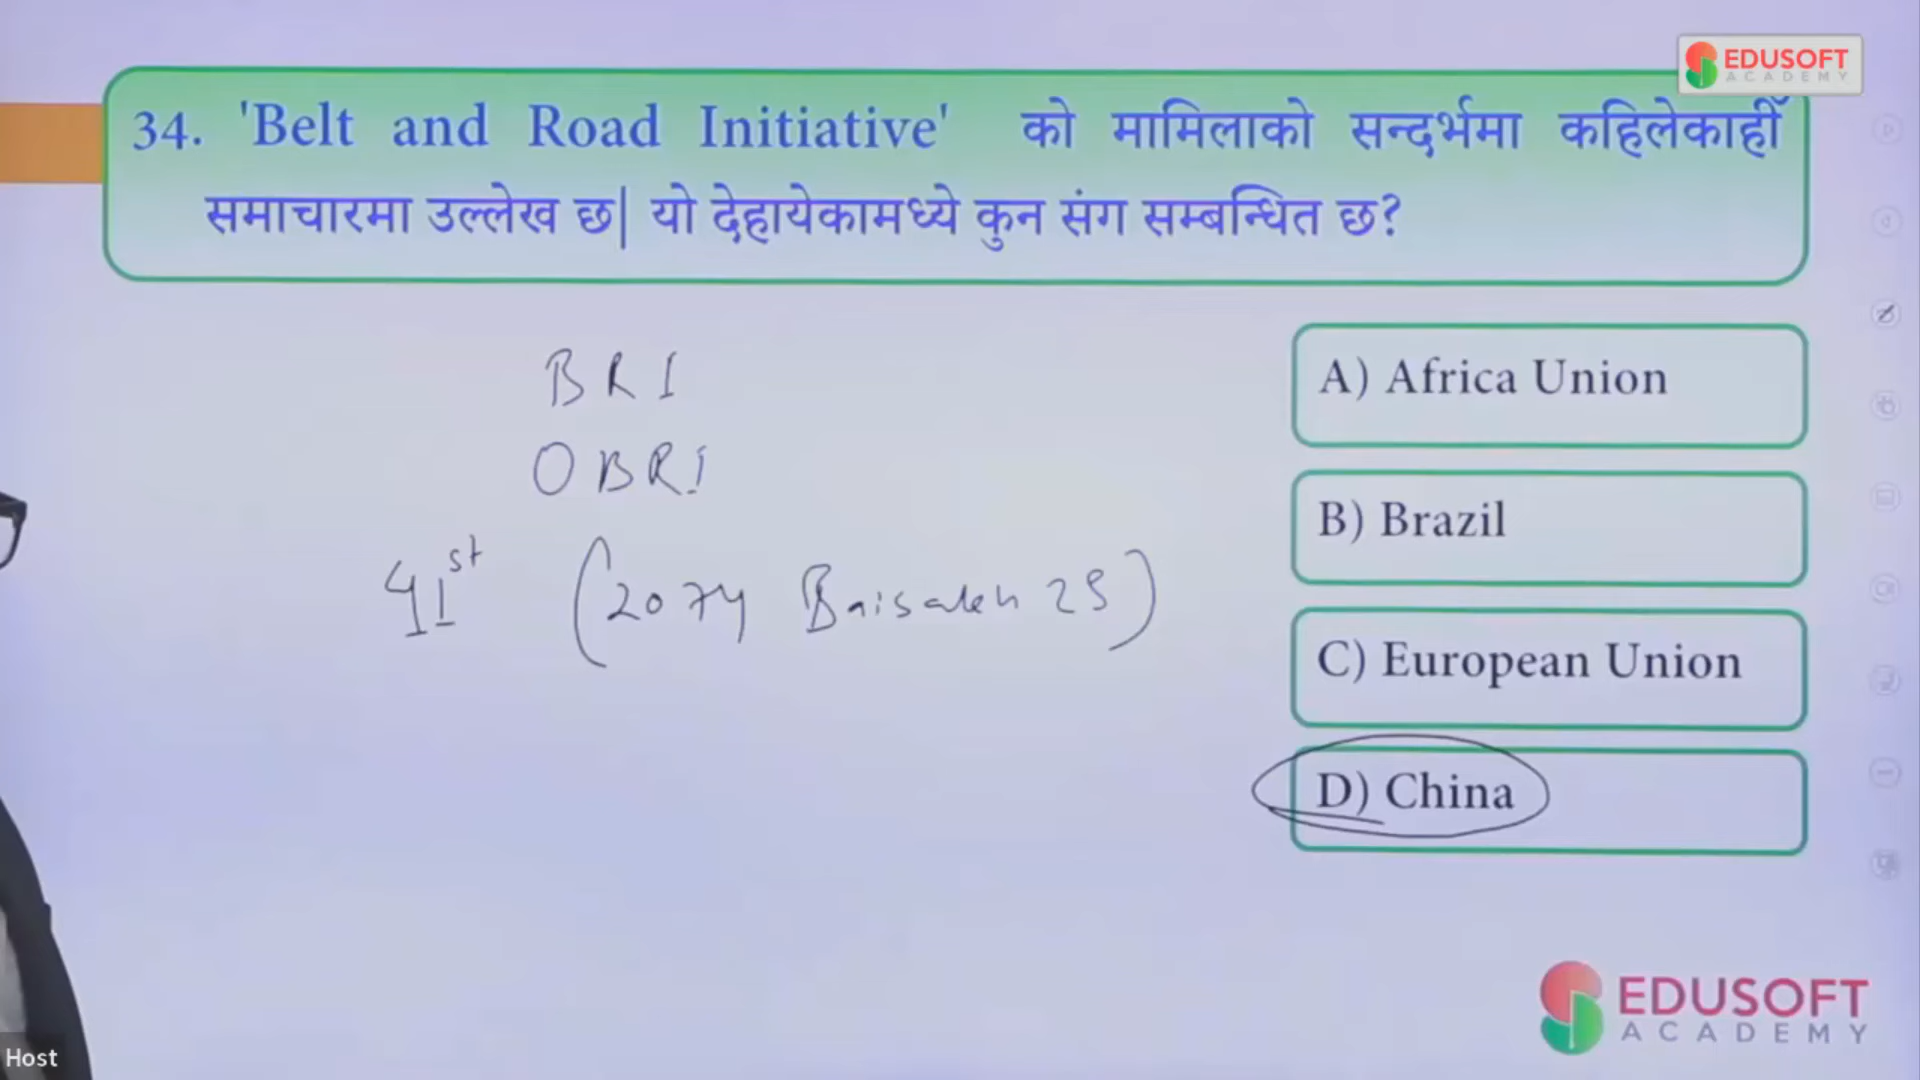 EDUSOFT
ACADEMY
34. 'Belt and Road Initiative' को मामिलाको सन्दर्भमा कहिलेकाहीँ
समाचारमा उल्लेख छ| यो देहायेकामध्ये कुन संग सम्बन्धित छ?
BRI
OBRI
41st (2074 Baisakh 29)
A) Africa Union
B) Brazil
C) European Union
D) China
EDUSOFT
ACADEMY
Host